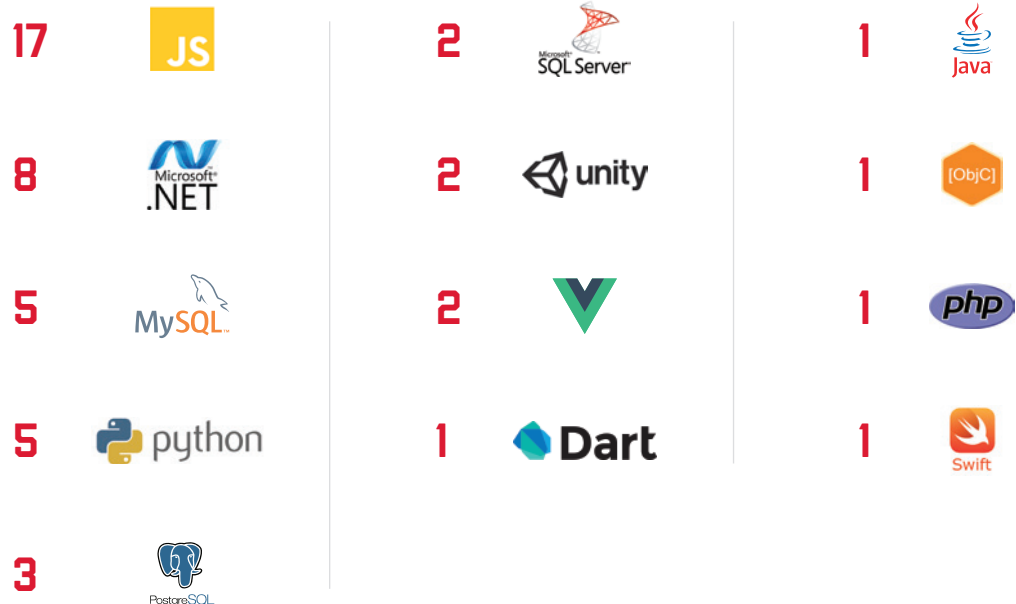 17
JS
8
Microsoft®
.NET
5
MySQL™
5
python
3
PostgreSQL
2
Microsoft®
SQL Server®
2
unity
2
1
Dart
1
Java
1
[ObjC]
1
php
1
Swift